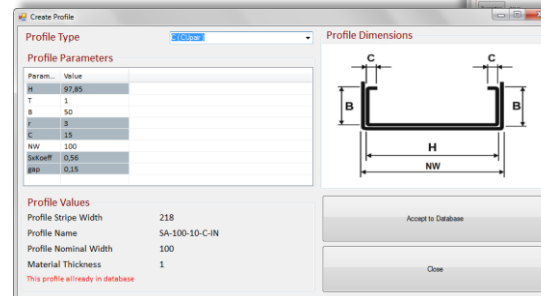 Create Profile
Profile Type
C (CUpair)
Profile Dimensions
Profile Parameters
Param... Value
H 97,85
T 1
B 50
r 3
C 15
NW 100
SxKoeff 0,56
gap 0,15
C C
B B
H
NW
Profile Values
Profile Stripe Width 218
Profile Name SA-100-10-C-IN
Profile Nominal Width 100
Material Thickness 1
This profile allready in database
Accept to Database
Close